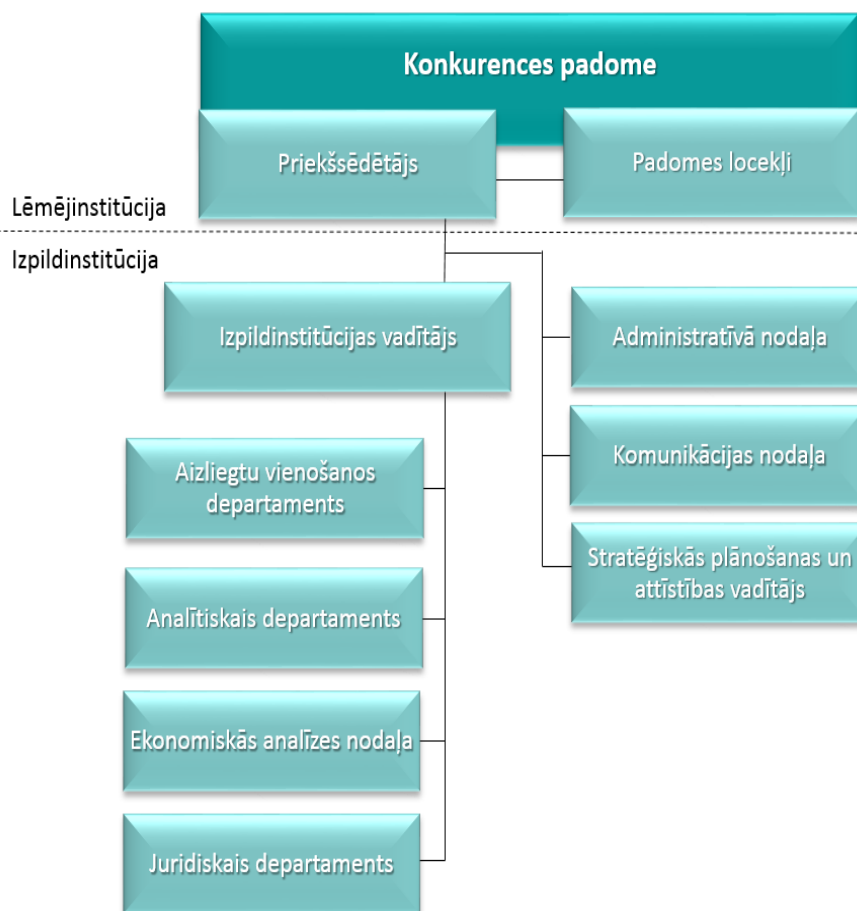 Konkurences padome
Priekšsēdētājs
Padomes locekļi
Lēmējinstitūcija
Izpildinstitūcija
Izpildinstitūcijas vadītājs
Administratīvā nodaļa
Aizliegtu vienošanos
departaments
Komunikācijas nodaļa
Stratēģiskās plānošanas un
attīstības vadītājs
Analītiskais departaments
Ekonomiskās analīzes nodaļa
Juridiskais departaments